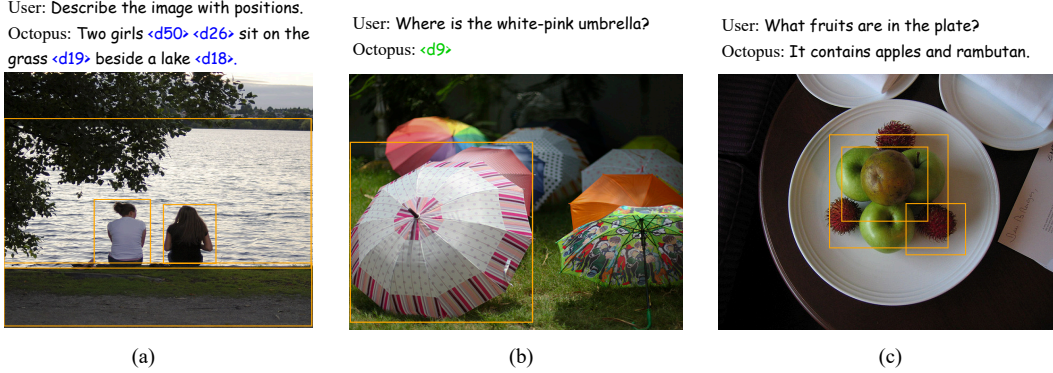 User: Describe the image with positions.
Octopus: Two girls <d50> <d26> sit on the
grass <d19> beside a lake <d18>.
User: Where is the white-pink umbrella?
Octopus: <d9>
User: What fruits are in the plate?
Octopus: It contains apples and rambutan.
(a)
(b)
(c)